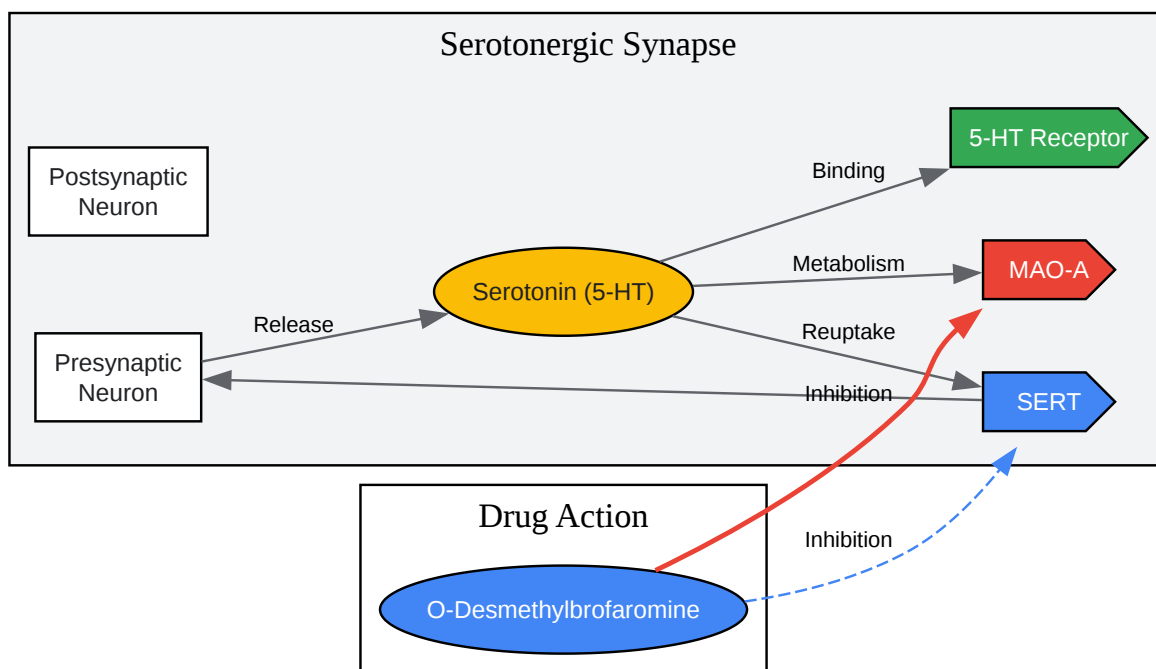 Serotonergic Synapse
5-HT Receptor
Postsynaptic
Neuron
Binding
Serotonin (5-HT)
Metabolism
MAO-A
Release
Reuptake
Presynaptic
Neuron
Inhibition
SERT
Drug Action
Inhibition
O-Desmethylbrofaromine